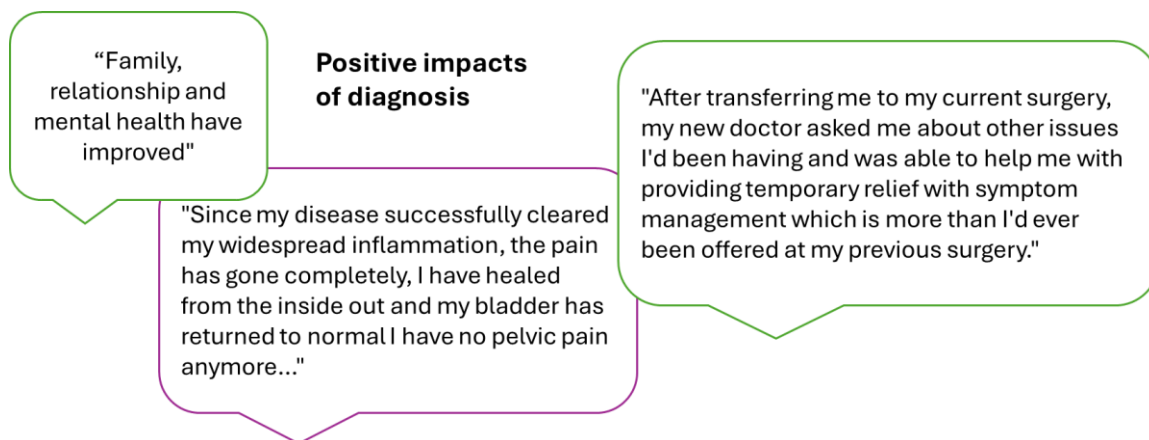 “Family,
relationship and
mental health have
improved"
Positive impacts
of diagnosis
"After transferring me to my current surgery,
my new doctor asked me about other issues
I'd been having and was able to help me with
providing temporary relief with symptom
management which is more than I'd ever
been offered at my previous surgery."
"Since my disease successfully cleared
my widespread inflammation, the pain
has gone completely, I have healed
from the inside out and my bladder has
returned to normal I have no pelvic pain
anymore..."